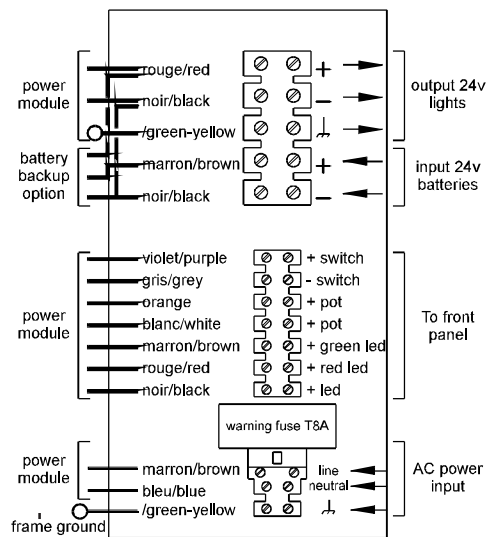 power module
rouge/red
+
output 24v lights
noir/black
–
/green-yellow
battery backup option
marron/brown
+
input 24v batteries
noir/black
–
power module
violet/purple
+ switch
To front panel
gris/grey
- switch
orange
+ pot
blanc/white
+ pot
marron/brown
+ green led
rouge/red
+ red led
noir/black
+ led
warning fuse T8A
power module
marron/brown
line
AC power input
bleu/blue
neutral
/green-yellow
frame ground